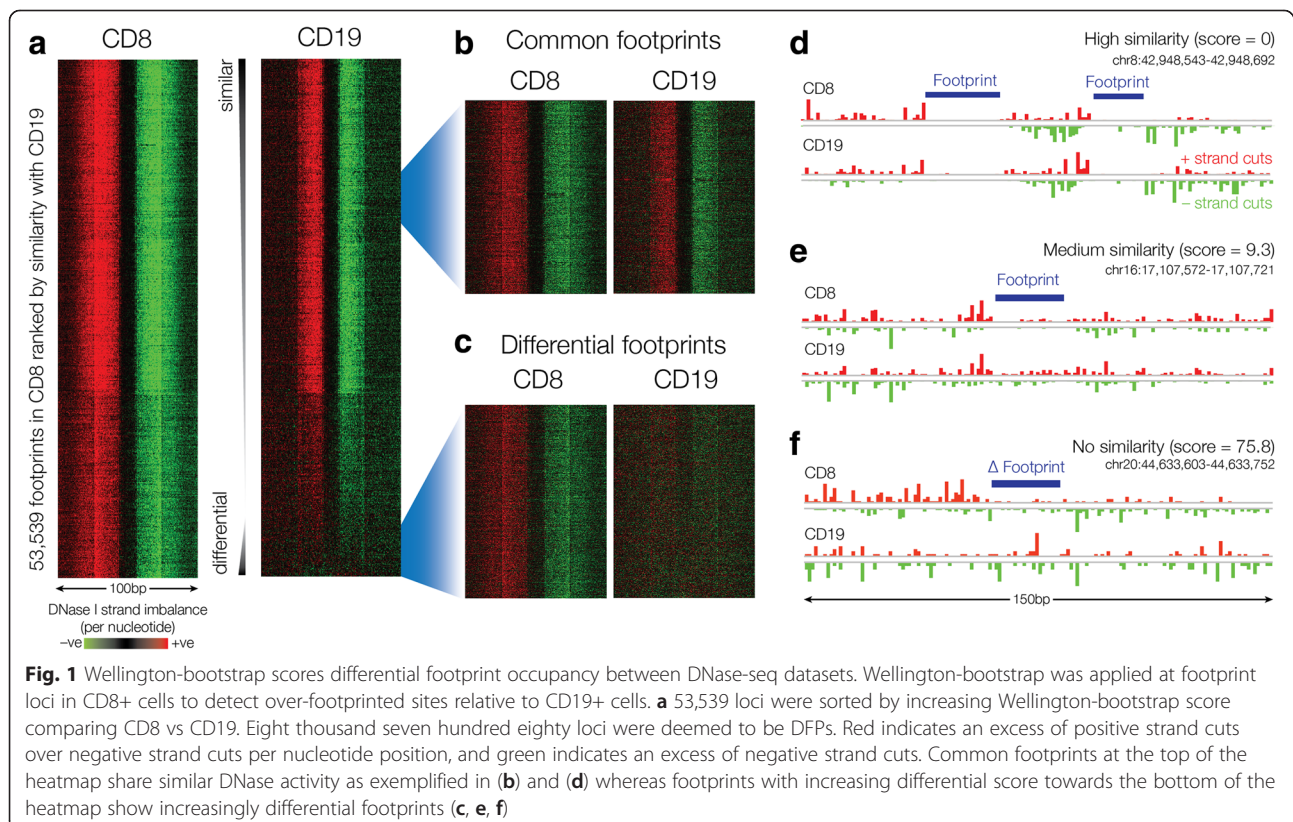 a
CD8
CD19
53,539 footprints in CD8 ranked by similarity with CD19
similar
differential
100bp
DNase I strand imbalance
(per nucleotide)
–ve
+ve
b
Common footprints
CD8
CD19
c
Differential footprints
CD8
CD19
d
High similarity (score = 0)
chr8:42,948,543-42,948,692
Footprint
Footprint
CD8
CD19
+ strand cuts
– strand cuts
e
Medium similarity (score = 9.3)
chr16:17,107,572-17,107,721
Footprint
CD8
CD19
f
No similarity (score = 75.8)
chr20:44,633,603-44,633,752
Δ Footprint
CD8
CD19
150bp
Fig. 1 Wellington-bootstrap scores differential footprint occupancy between DNase-seq datasets. Wellington-bootstrap was applied at footprint
loci in CD8+ cells to detect over-footprinted sites relative to CD19+ cells. a 53,539 loci were sorted by increasing Wellington-bootstrap score
comparing CD8 vs CD19. Eight thousand seven hundred eighty loci were deemed to be DFPs. Red indicates an excess of positive strand cuts
over negative strand cuts per nucleotide position, and green indicates an excess of negative strand cuts. Common footprints at the top of the
heatmap share similar DNase activity as exemplified in (b) and (d) whereas footprints with increasing differential score towards the bottom of the
heatmap show increasingly differential footprints (c, e, f)